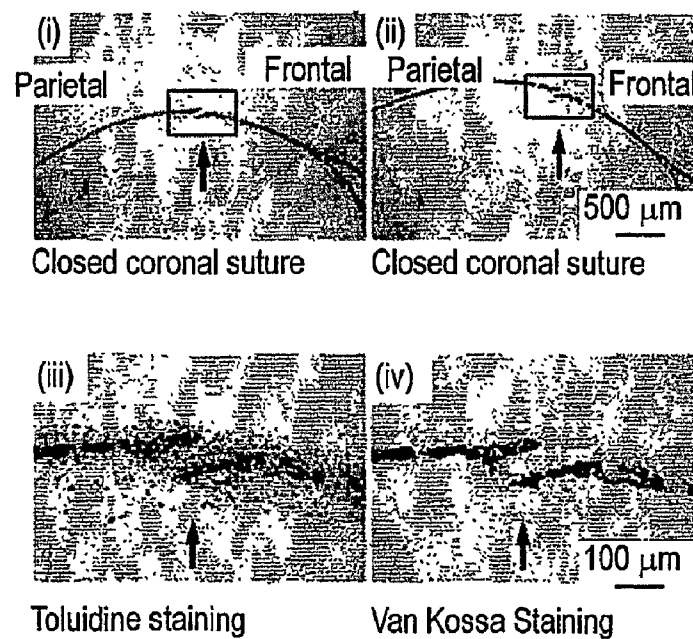 (i)
Parietal
Frontal
Closed coronal suture
(ii)
Parietal
Frontal
500 µm
Closed coronal suture
(iii)
Toluidine staining
(iv)
100 µm
Van Kossa Staining